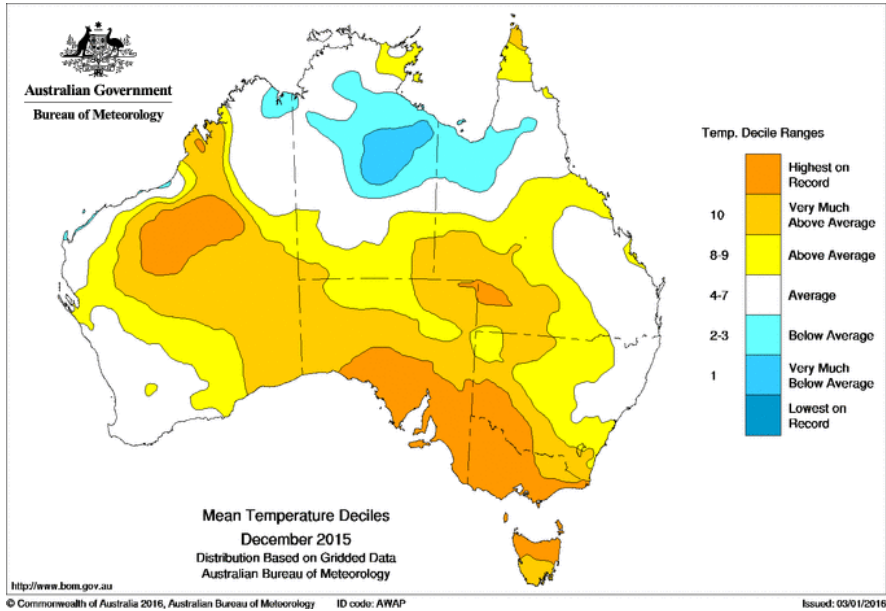 Australian Government
Bureau of Meteorology
Temp. Decile Ranges
Highest on
Record
10 Very Much
Above Average
8-9 Above Average
4-7 Average
2-3 Below Average
1 Very Much
Below Average
Lowest on
Record
Mean Temperature Deciles
December 2015
Distribution Based on Gridded Data
Australian Bureau of Meteorology
http://www.bom.gov.au
© Commonwealth of Australia 2016, Australian Bureau of Meteorology ID code: AWAP Issued: 03/01/2016